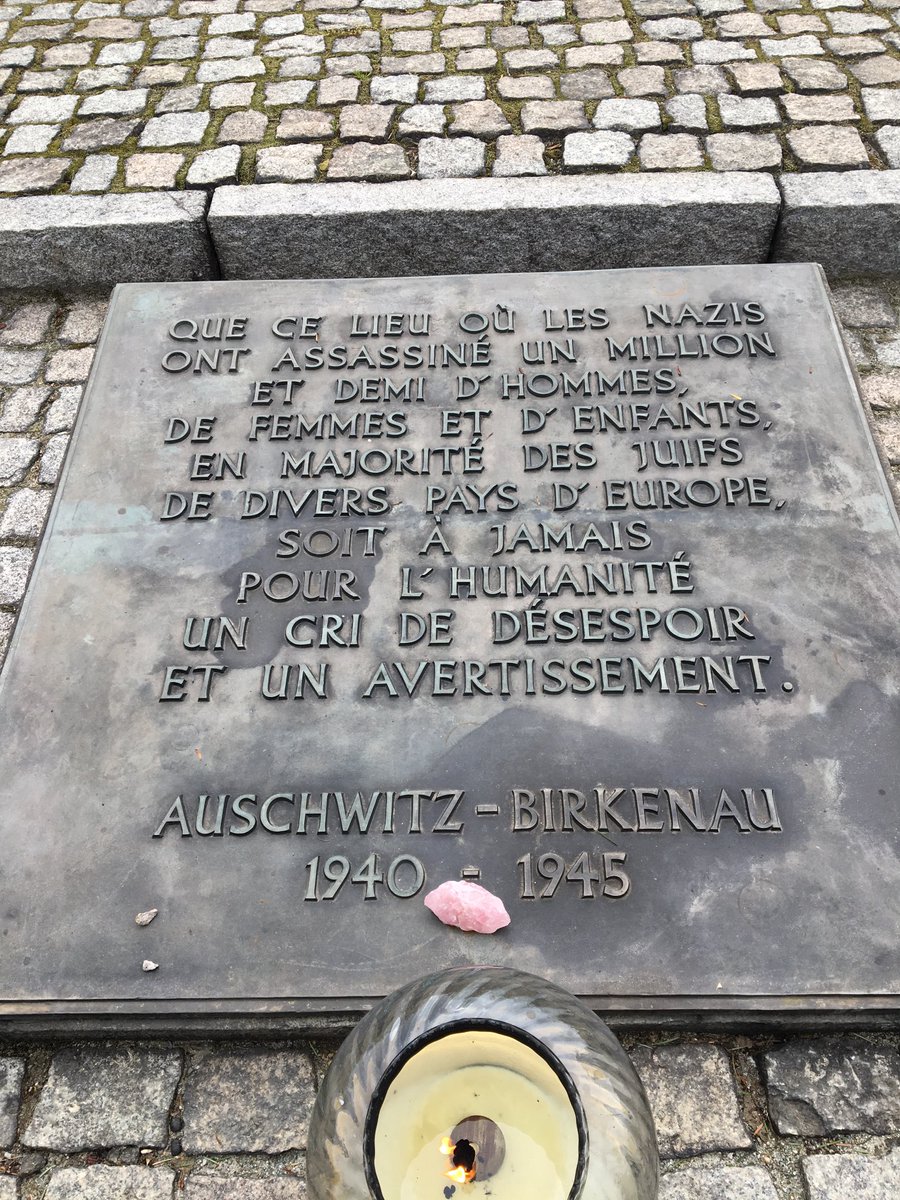 QUE CE LIEU OÙ LES NAZIS
ONT ASSASSINÉ UN MILLION
ET DEMI D'HOMMES,
DE FEMMES ET D'ENFANTS,
EN MAJORITÉ DES JUIFS
DE DIVERS PAYS D'EUROPE,
SOIT À JAMAIS
POUR L'HUMANITÉ
UN CRI DE DÉSESPOIR
ET UN AVERTISSEMENT.
AUSCHWITZ-BIRKENAU
1940 - 1945